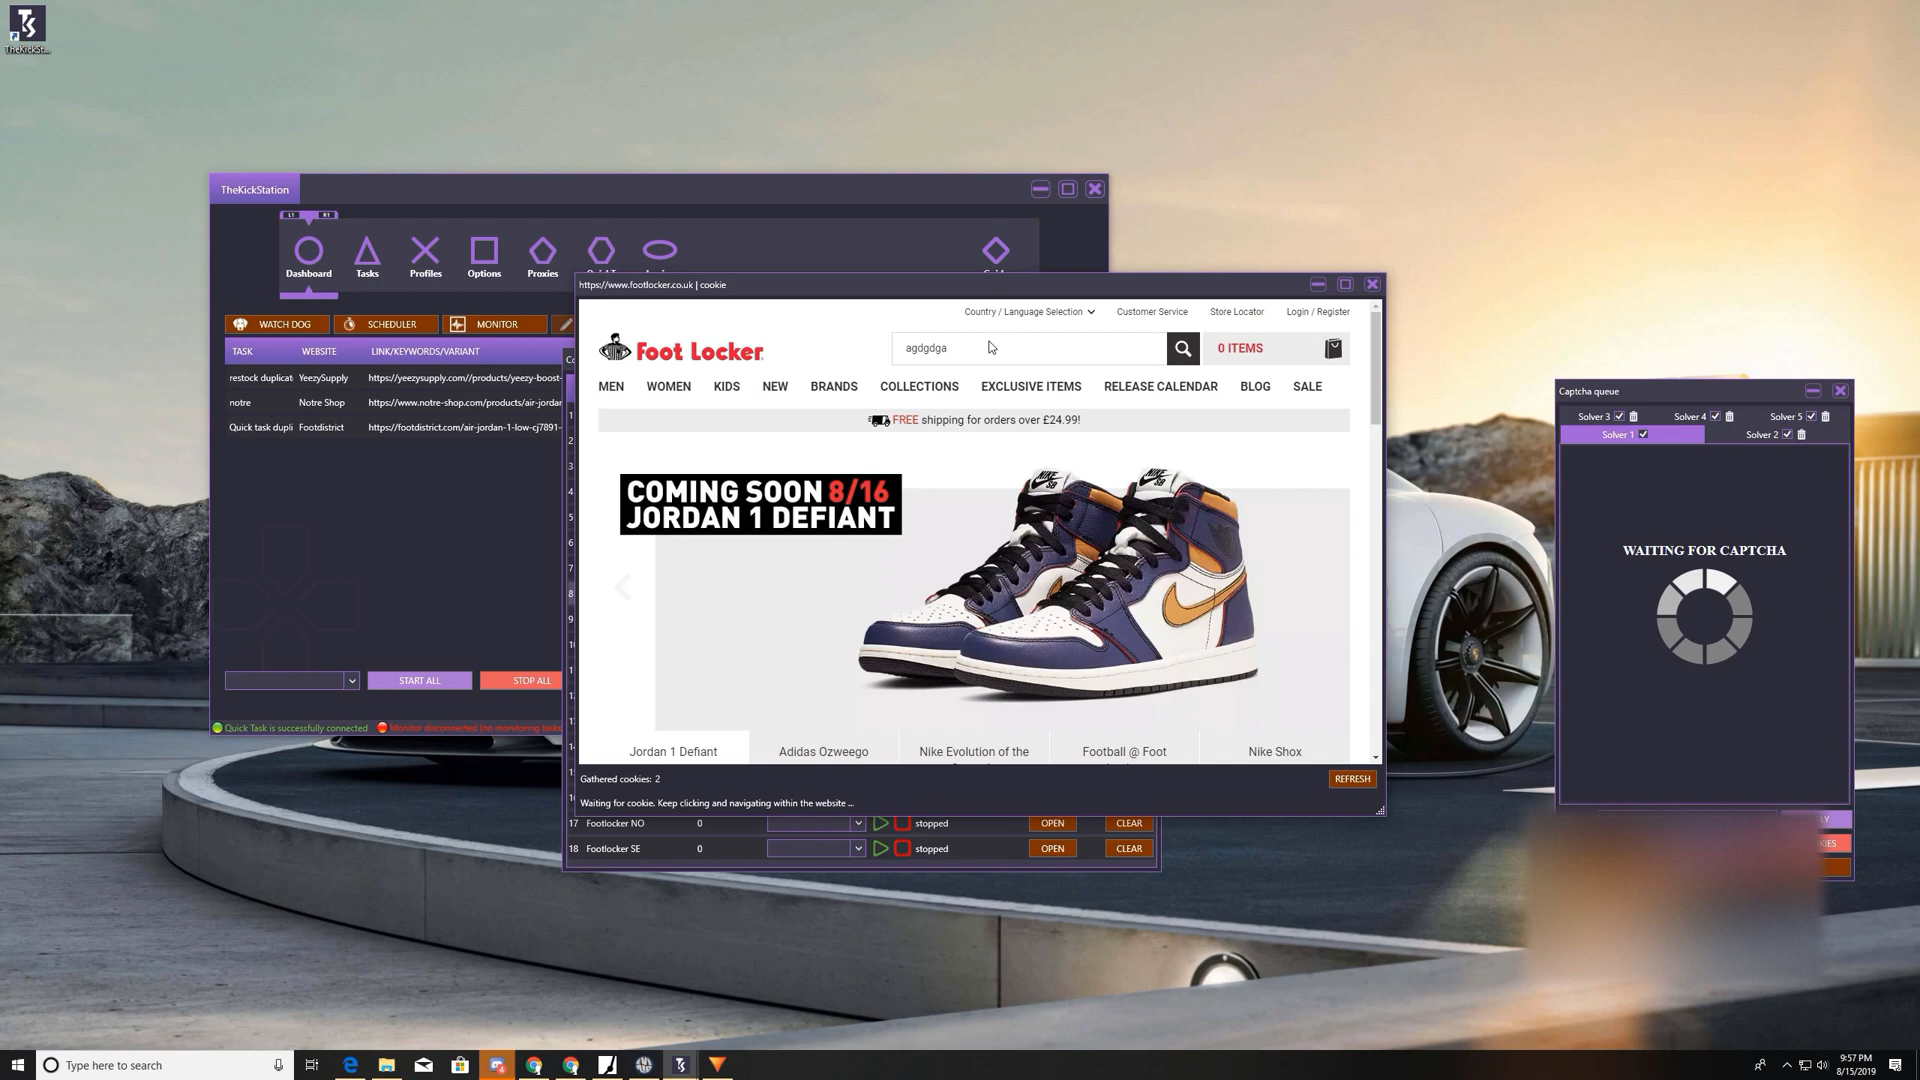 TheKickSt...
TheKickStation
L1 R1
Dashboard Tasks Profiles Options Proxies
WATCH DOG SCHEDULER MONITOR
TASK WEBSITE LINK/KEYWORDS/VARIANT
restock duplicat YeezySupply https://yeezysupply.com//products/yeezy-boost-
notre Notre Shop https://www.notre-shop.com/products/air-jorda
Quick task dupli Footdistrict https://footdistrict.com/air-jordan-1-low-cj7891-
START ALL STOP ALL
Quick Task is successfully connected Monitor disconnected (no monitoring tasks
https://www.footlocker.co.uk | cookie
Country / Language Selection Customer Service Store Locator Login / Register
Foot Locker
agdgdga
0 ITEMS
MEN WOMEN KIDS NEW BRANDS COLLECTIONS EXCLUSIVE ITEMS RELEASE CALENDAR BLOG SALE
FREE shipping for orders over £24.99!
COMING SOON 8/16
JORDAN 1 DEFIANT
Jordan 1 Defiant Adidas Ozweego Nike Evolution of the Football @ Foot Nike Shox
Gathered cookies: 2
REFRESH
Waiting for cookie. Keep clicking and navigating within the website ...
17 Footlocker NO 0 stopped OPEN CLEAR
18 Footlocker SE 0 stopped OPEN CLEAR
Captcha queue
Solver 3 Solver 4 Solver 5
Solver 1 Solver 2
WAITING FOR CAPTCHA
Type here to search
9:57 PM
8/15/2019